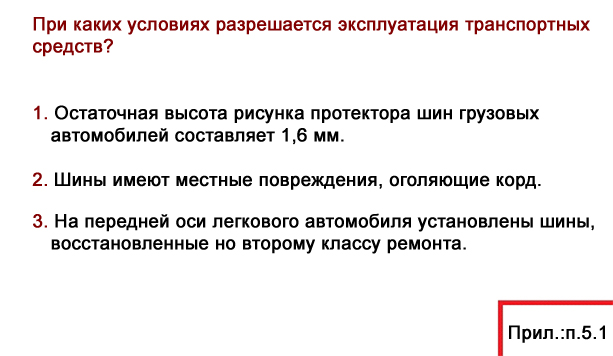 При каких условиях разрешается эксплуатация транспортных
средств?
1. Остаточная высота рисунка протектора шин грузовых
автомобилей составляет 1,6 мм.
2. Шины имеют местные повреждения, оголяющие корд.
3. На передней оси легкового автомобиля установлены шины,
восстановленные но второму классу ремонта.
Прил.:п.5.1